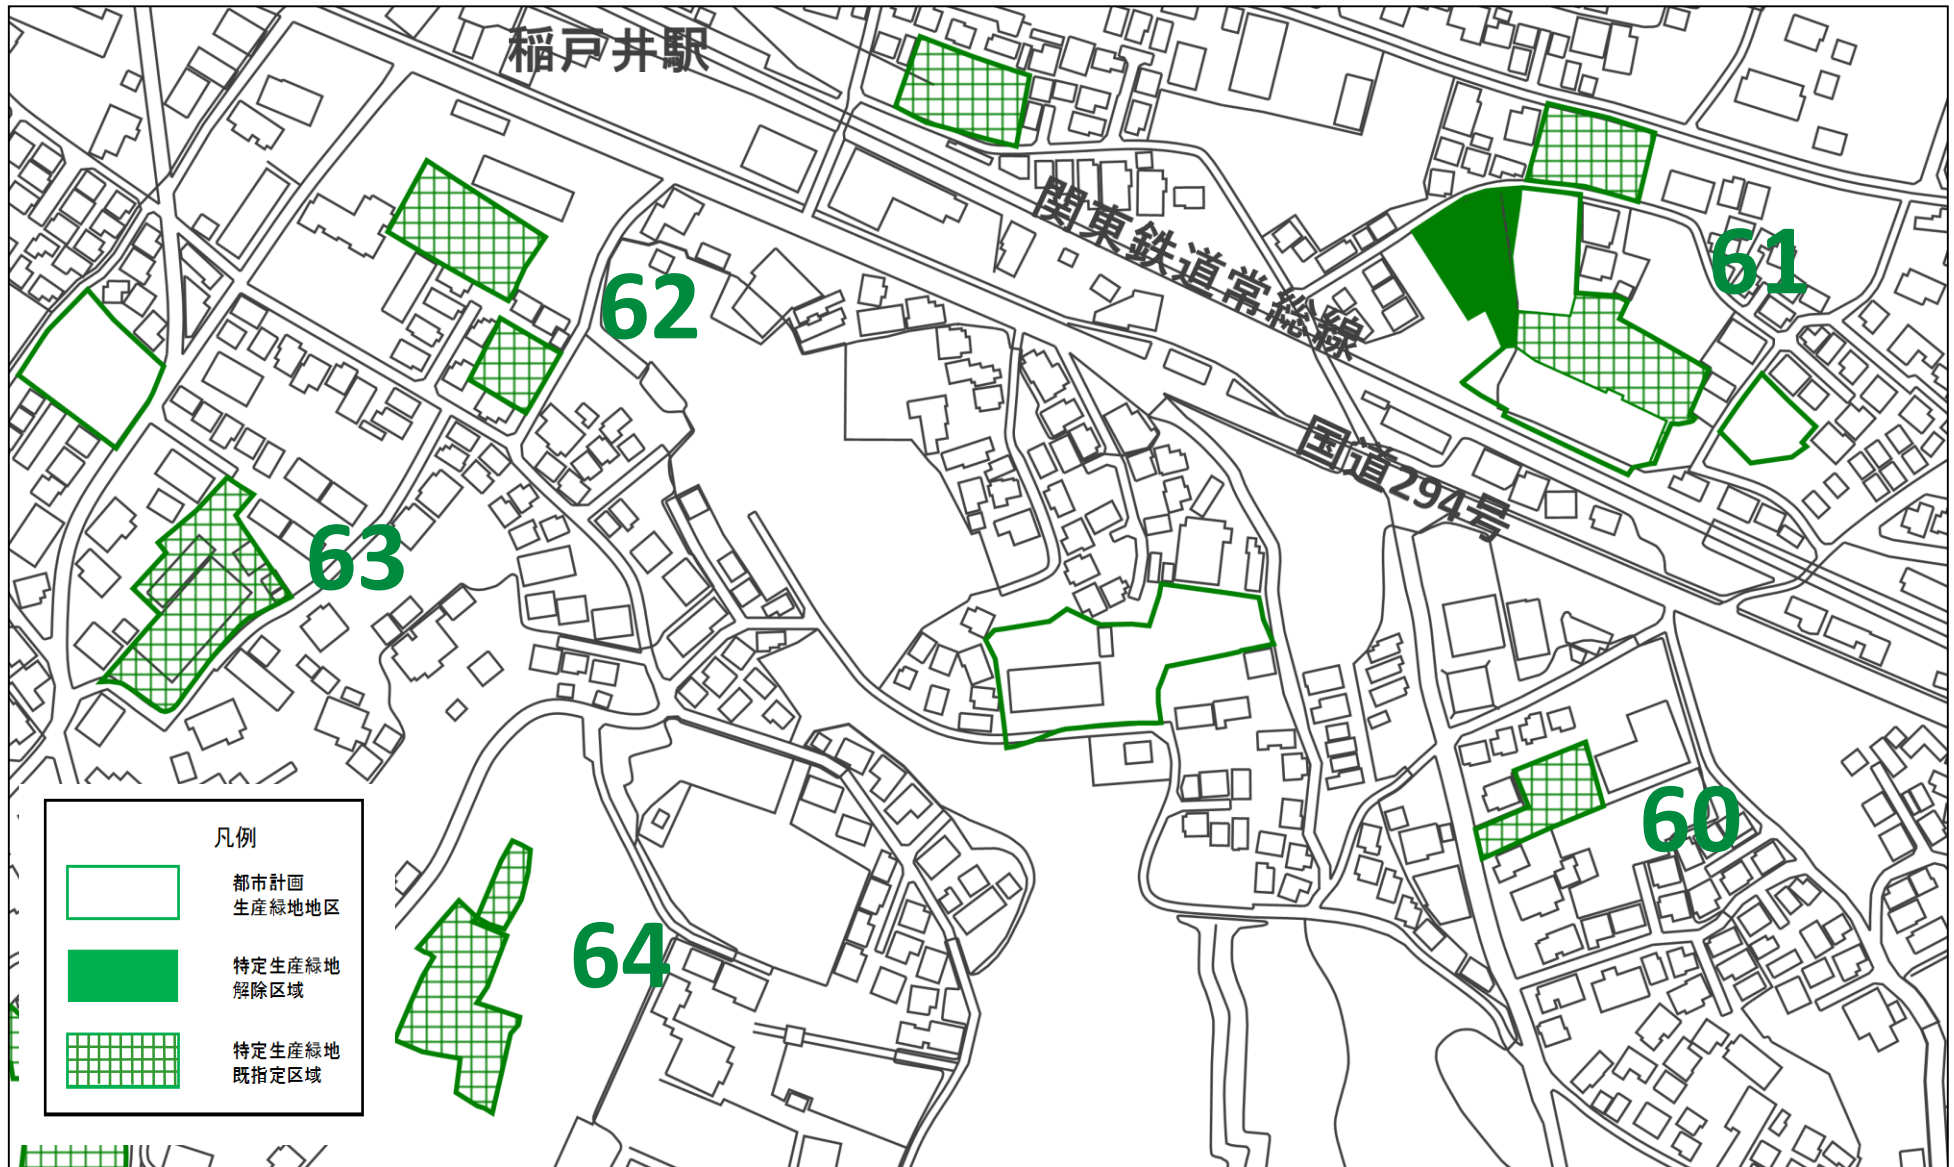 稲戸井駅
関東鉄道常総線
61
62
国道294号
63
60
64
凡例
都市計画
生産緑地地区
特定生産緑地
解除区域
特定生産緑地
既指定区域